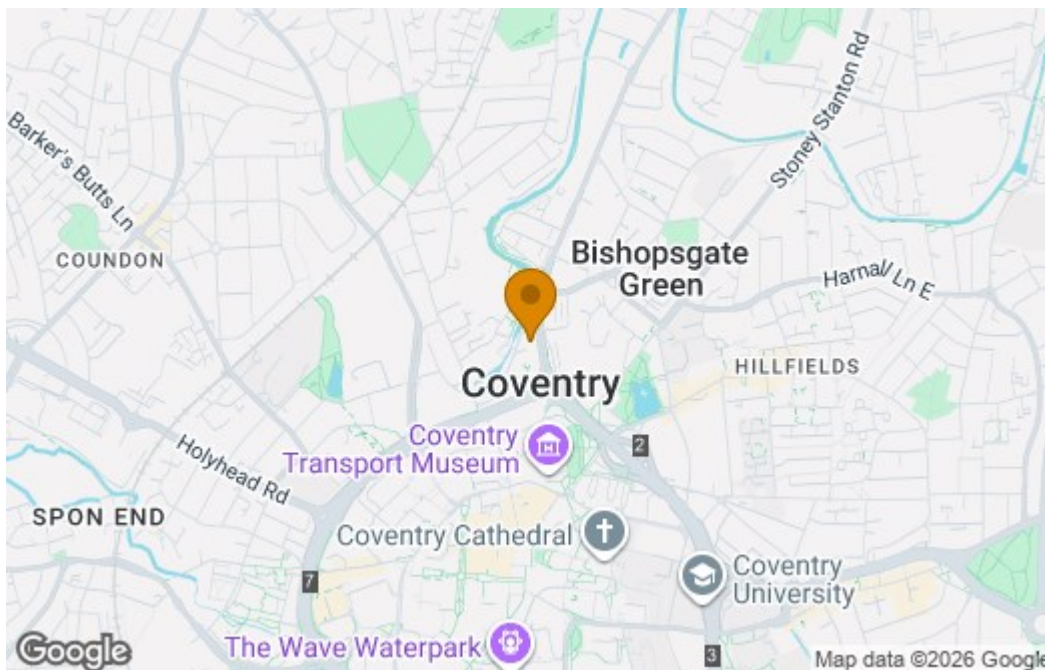 Stoney Stanton Rd
Barker's Butts Ln
COUNDON
Bishopsgate
Green
Harnall Ln E
HILLFIELDS
Coventry
Coventry
Transport Museum
2
Holyhead Rd
SPON END
Coventry Cathedral
7
Coventry
University
The Wave Waterpark
3
Google
Map data ©2026 Google